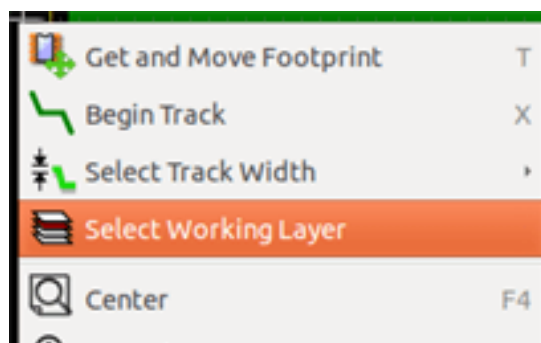 Get and Move Footprint T
Begin Track X
Select Track Width
Select Working Layer
Center F4